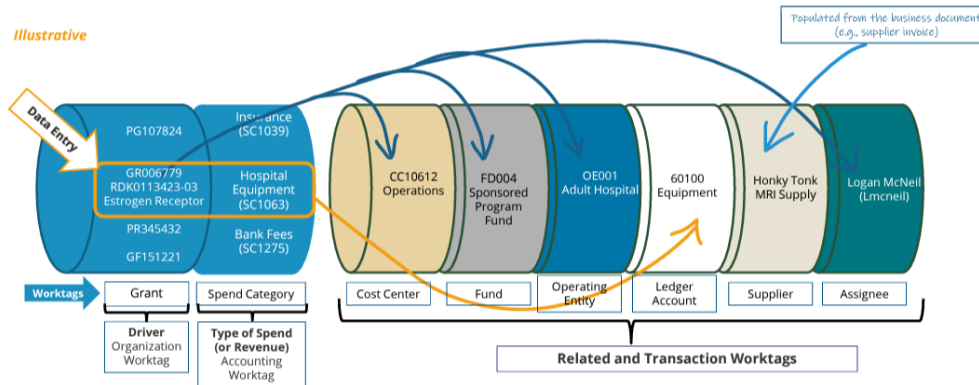 Populated from the business document
(e.g., supplier invoice)
Illustrative
Data Entry
PG107824
GR006779
RDK0113423-03
Estrogen Receptor
PR345432
GF151221
Insurance
(SC1039)
Hospital
Equipment
(SC1063)
Bank Fees
(SC1275)
CC10612
Operations
FD004
Sponsored
Program
Fund
OE001
Adult Hospital
60100
Equipment
Honky Tonk
MRI Supply
Logan McNeil
(Lmcneil)
Worktags
Grant
Spend Category
Cost Center
Fund
Operating
Entity
Ledger
Account
Supplier
Assignee
Driver
Organization
Worktag
Type of Spend
(or Revenue)
Accounting
Worktag
Related and Transaction Worktags